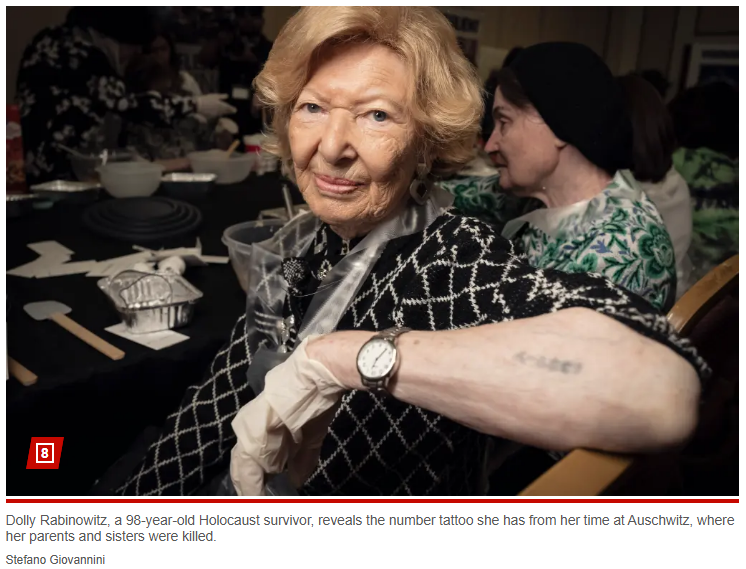 8
Dolly Rabinowitz, a 98-year-old Holocaust survivor, reveals the number tattoo she has from her time at Auschwitz, where
her parents and sisters were killed.
Stefano Giovannini